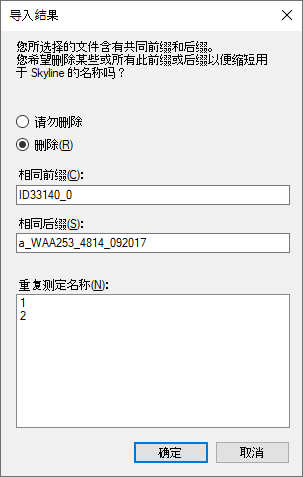 导入结果
您所选择的文件含有共同前缀和后缀。
您希望删除某些或所有此前缀或后缀以便缩短用
于 Skyline 的名称吗？
请勿删除
删除(R)
相同前缀(C):
ID33140_0
相同后缀(S):
a_WAA253_4814_092017
重复测定名称(N):
1
2
确定
取消